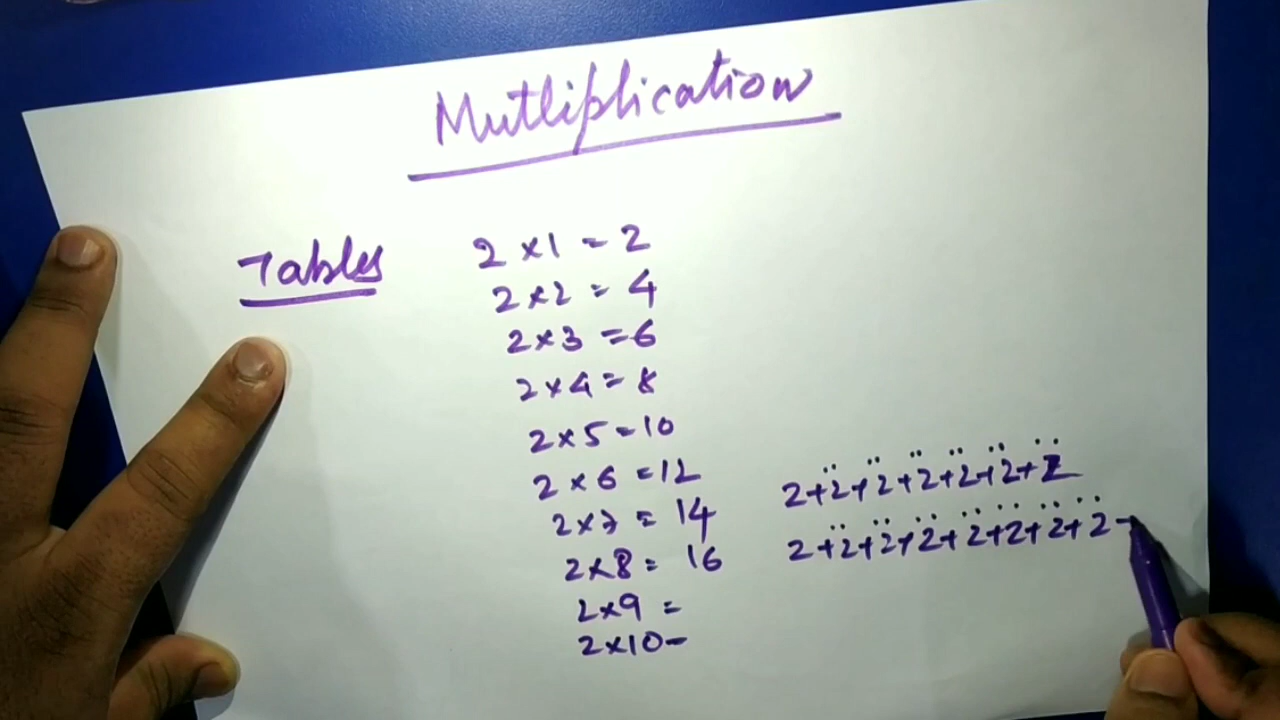 Mutliplication
Tables
2 × 1 = 2
2 × 2 = 4
2 × 3 = 6
2 × 4 = 8
2 × 5 = 10
2 × 6 = 12
2 × 7 = 14
2 × 8 = 16
2 × 9 =
2 × 10 =
2+2+2+2+2+2+2
2+2+2+2+2+2+2+2+